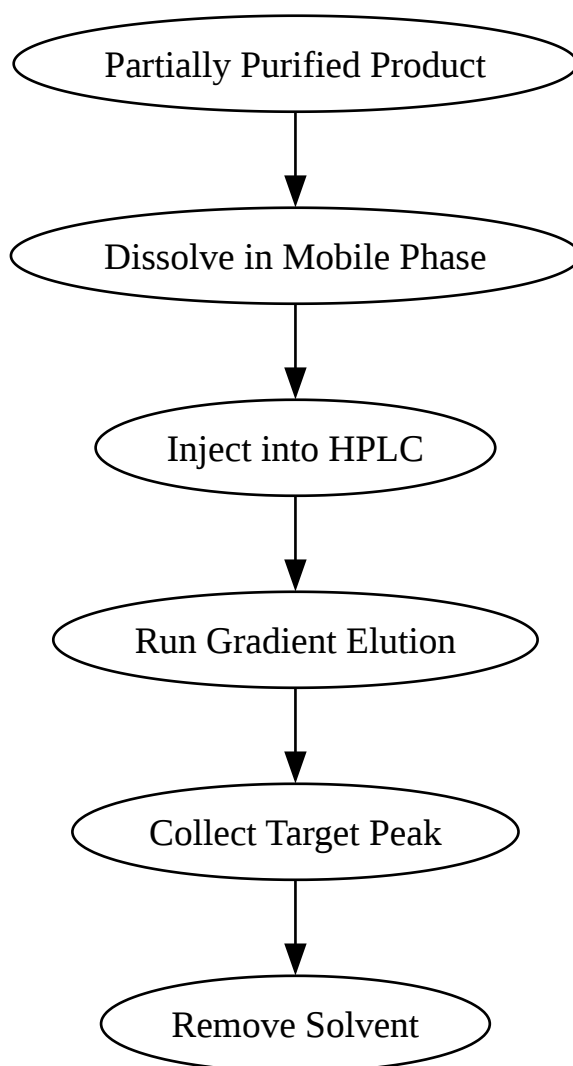 Partially Purified Product
Dissolve in Mobile Phase
Inject into HPLC
Run Gradient Elution
Collect Target Peak
Remove Solvent